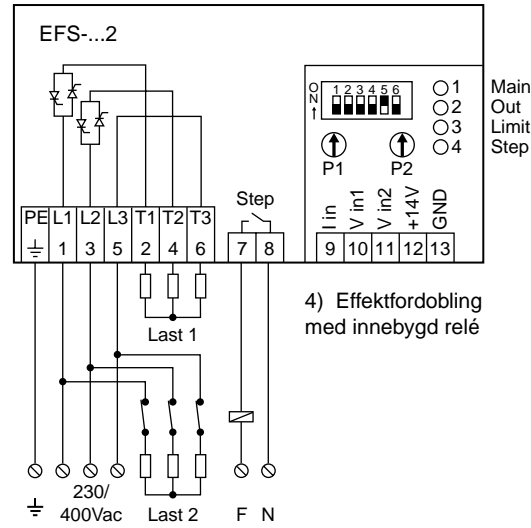 EFS-...2
ON
↑
1 2 3 4 5 6
1 Main
2 Out
3 Limit
4 Step
P1 P2
Step
PE L1 L2 L3 T1 T2 T3
1 3 5 2 4 6 7 8
I in
V in1
V in2
+14V
GND
9 10 11 12 13
Last 1
4) Effektfordobling
med innebygd relé
230/
400Vac Last 2 F N